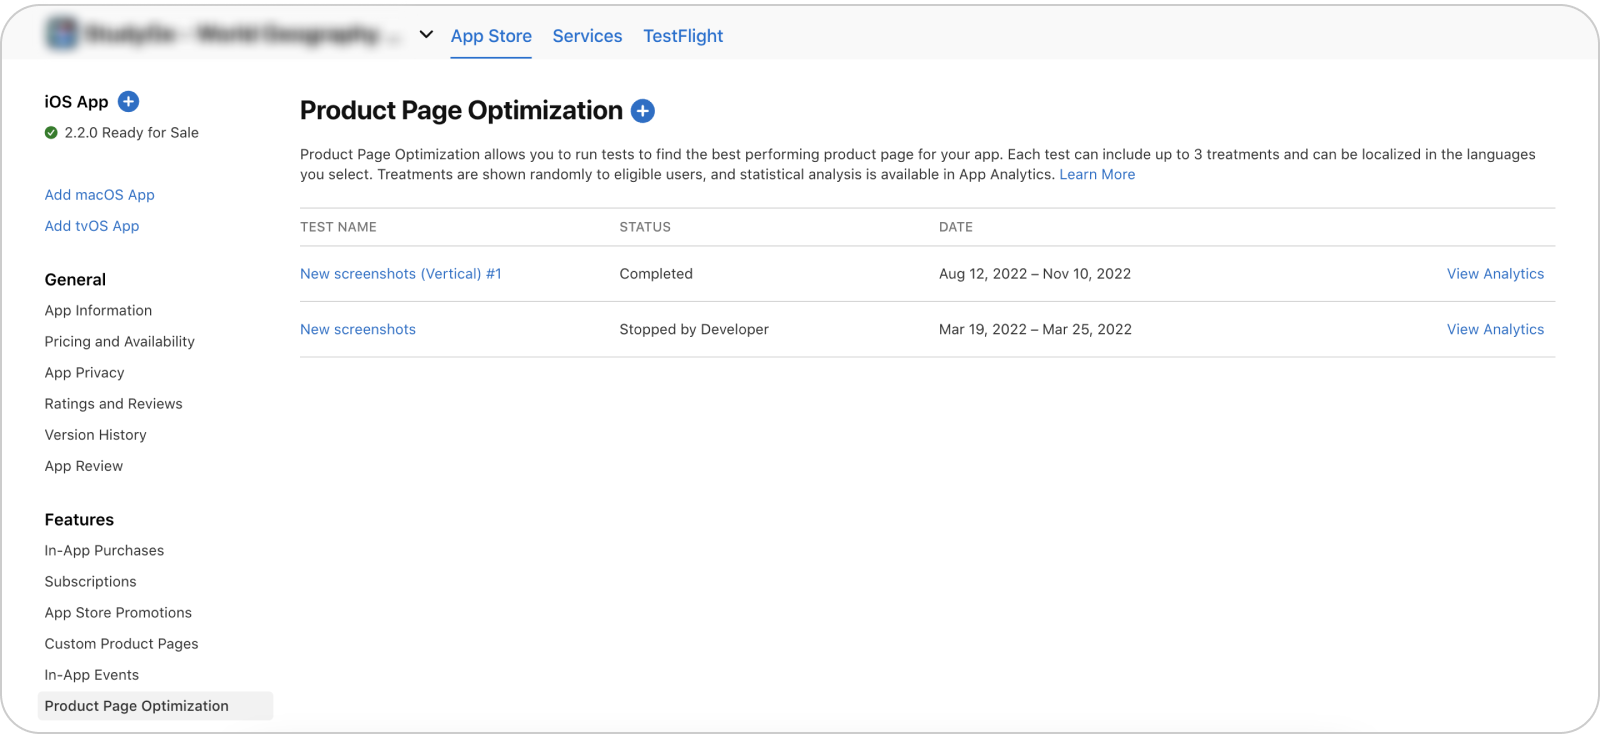 App Store Services TestFlight
iOS App
2.2.0 Ready for Sale
Add macOS App
Add tvOS App
General
App Information
Pricing and Availability
App Privacy
Ratings and Reviews
Version History
App Review
Features
In-App Purchases
Subscriptions
App Store Promotions
Custom Product Pages
In-App Events
Product Page Optimization
Product Page Optimization
Product Page Optimization allows you to run tests to find the best performing product page for your app. Each test can include up to 3 treatments and can be localized in the languages
you select. Treatments are shown randomly to eligible users, and statistical analysis is available in App Analytics. Learn More
TEST NAME STATUS DATE
New screenshots (Vertical) #1 Completed Aug 12, 2022 – Nov 10, 2022 View Analytics
New screenshots Stopped by Developer Mar 19, 2022 – Mar 25, 2022 View Analytics